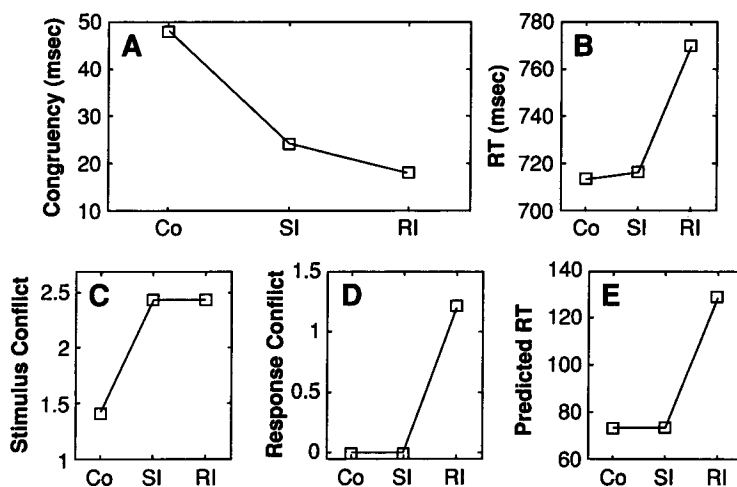 A
Congruency (msec)
50
40
30
20
10
Co SI RI
B
RT (msec)
780
760
740
720
700
Co SI RI
C
Stimulus Conflict
2.5
2
1.5
1
Co SI RI
D
Response Conflict
1.5
1
0.5
0
Co SI RI
E
Predicted RT
140
120
100
80
60
Co SI RI